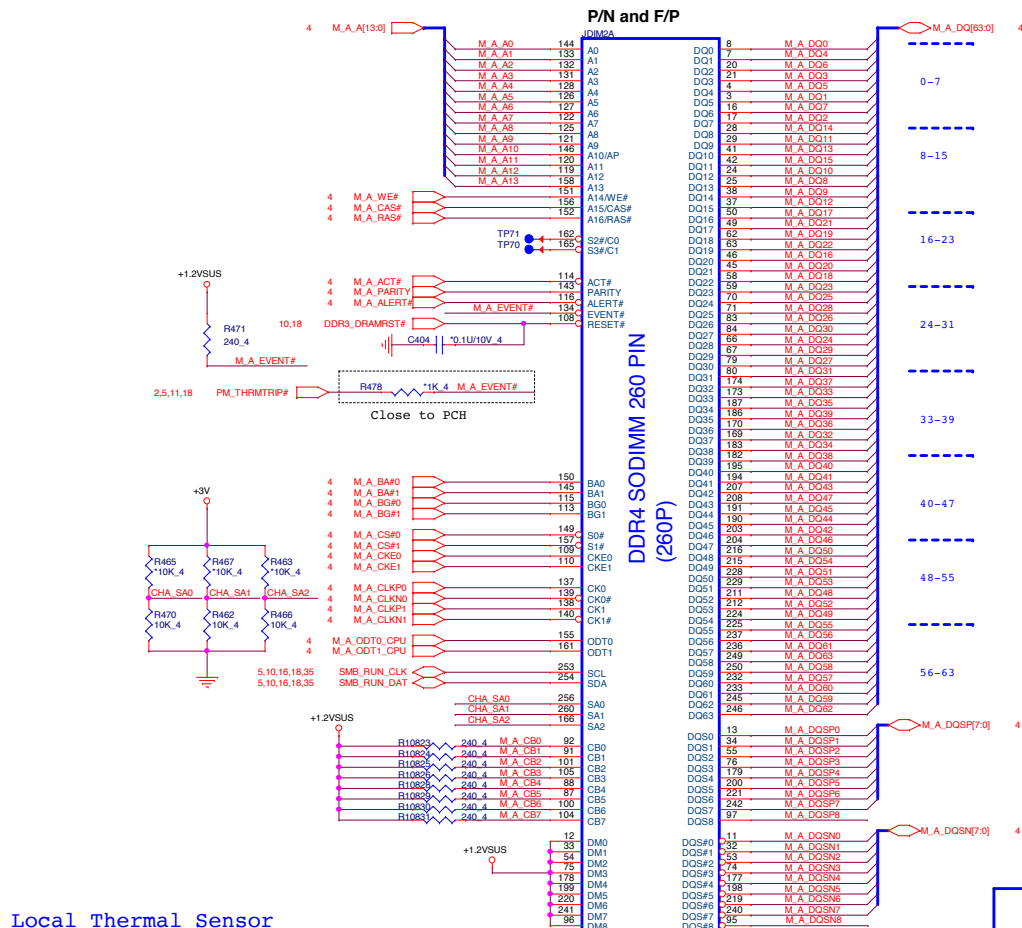 P/N and F/P
JDIM2A
4 M_A_A[13:0]
M_A_DQ[63:0] 4
M_A_A0 144 A0
M_A_A1 133 A1
M_A_A2 132 A2
M_A_A3 131 A3
M_A_A4 128 A4
M_A_A5 126 A5
M_A_A6 127 A6
M_A_A7 122 A7
M_A_A8 125 A8
M_A_A9 121 A9
M_A_A10 146 A10/AP
M_A_A11 120 A11
M_A_A12 119 A12
M_A_A13 158 A13
4 M_A_WE# 151 A14/WE#
4 M_A_CAS# 156 A15/CAS#
4 M_A_RAS# 152 A16/RAS#
TP71 162 S2#/C0
TP70 165 S3#/C1
4 M_A_ACT# 114 ACT#
4 M_A_PARITY 143 PARITY
4 M_A_ALERT# 116 ALERT#
M_A_EVENT# 134 EVENT#
10,18 DDR3_DRAMRST# 108 RESET#
C404 *0.1U/10V_4
+1.2VSUS
R471
240_4
M_A_EVENT#
2,5,11,18 PM_THRMTRIP#
R478 *1K_4 M_A_EVENT#
Close to PCH
DDR4 SODIMM 260 PIN
(260P)
4 M_A_BA#0 150 BA0
4 M_A_BA#1 145 BA1
4 M_A_BG#0 115 BG0
4 M_A_BG#1 113 BG1
4 M_A_CS#0 149 S0#
4 M_A_CS#1 157 S1#
4 M_A_CKE0 109 CKE0
4 M_A_CKE1 110 CKE1
4 M_A_CLKP0 137 CK0
4 M_A_CLKN0 139 CK0#
4 M_A_CLKP1 138 CK1
4 M_A_CLKN1 140 CK1#
4 M_A_ODT0_CPU 155 ODT0
4 M_A_ODT1_CPU 161 ODT1
5,10,16,18,35 SMB_RUN_CLK 253 SCL
5,10,16,18,35 SMB_RUN_DAT 254 SDA
CHA_SA0 256 SA0
CHA_SA1 260 SA1
CHA_SA2 166 SA2
+3V
R465 *10K_4
R467 *10K_4
R463 *10K_4
CHA_SA0 CHA_SA1 CHA_SA2
R470 10K_4
R462 10K_4
R466 10K_4
+1.2VSUS
R10823 240_4 M_A_CB0 92 CB0
R10824 240_4 M_A_CB1 91 CB1
R10825 240_4 M_A_CB2 101 CB2
R10826 240_4 M_A_CB3 105 CB3
R10828 240_4 M_A_CB4 88 CB4
R10829 240_4 M_A_CB5 87 CB5
R10830 240_4 M_A_CB6 100 CB6
R10831 240_4 M_A_CB7 104 CB7
+1.2VSUS
12 DM0
33 DM1
54 DM2
75 DM3
178 DM4
199 DM5
220 DM6
241 DM7
96 DM8
DQ0 8 M_A_DQ0
DQ1 7 M_A_DQ4
DQ2 20 M_A_DQ6
DQ3 21 M_A_DQ3
DQ4 4 M_A_DQ5
DQ5 3 M_A_DQ1
DQ6 16 M_A_DQ7
DQ7 17 M_A_DQ2
DQ8 28 M_A_DQ14
DQ9 29 M_A_DQ11
DQ10 41 M_A_DQ13
DQ11 42 M_A_DQ15
DQ12 24 M_A_DQ10
DQ13 25 M_A_DQ8
DQ14 38 M_A_DQ9
DQ15 37 M_A_DQ12
DQ16 50 M_A_DQ17
DQ17 49 M_A_DQ21
DQ18 62 M_A_DQ19
DQ19 63 M_A_DQ22
DQ20 46 M_A_DQ16
DQ21 45 M_A_DQ20
DQ22 58 M_A_DQ18
DQ23 59 M_A_DQ23
DQ24 70 M_A_DQ25
DQ25 71 M_A_DQ28
DQ26 83 M_A_DQ26
DQ27 84 M_A_DQ30
DQ28 66 M_A_DQ24
DQ29 67 M_A_DQ29
DQ30 79 M_A_DQ27
DQ31 80 M_A_DQ31
DQ32 174 M_A_DQ37
DQ33 173 M_A_DQ33
DQ34 187 M_A_DQ35
DQ35 186 M_A_DQ39
DQ36 170 M_A_DQ36
DQ37 169 M_A_DQ32
DQ38 183 M_A_DQ34
DQ39 182 M_A_DQ38
DQ40 195 M_A_DQ40
DQ41 194 M_A_DQ41
DQ42 207 M_A_DQ43
DQ43 208 M_A_DQ47
DQ44 191 M_A_DQ45
DQ45 190 M_A_DQ44
DQ46 203 M_A_DQ42
DQ47 204 M_A_DQ46
DQ48 216 M_A_DQ50
DQ49 215 M_A_DQ54
DQ50 228 M_A_DQ51
DQ51 229 M_A_DQ53
DQ52 211 M_A_DQ48
DQ53 212 M_A_DQ52
DQ54 224 M_A_DQ49
DQ55 225 M_A_DQ55
DQ56 237 M_A_DQ56
DQ57 236 M_A_DQ61
DQ58 249 M_A_DQ63
DQ59 250 M_A_DQ58
DQ60 232 M_A_DQ57
DQ61 233 M_A_DQ60
DQ62 245 M_A_DQ59
DQ63 246 M_A_DQ62
0-7
8-15
16-23
24-31
33-39
40-47
48-55
56-63
M_A_DQSP[7:0] 4
DQS0 13 M_A_DQSP0
DQS1 34 M_A_DQSP1
DQS2 55 M_A_DQSP2
DQS3 76 M_A_DQSP3
DQS4 179 M_A_DQSP4
DQS5 200 M_A_DQSP5
DQS6 221 M_A_DQSP6
DQS7 242 M_A_DQSP7
DQS8 97 M_A_DQSP8
M_A_DQSN[7:0] 4
DQS#0 11 M_A_DQSN0
DQS#1 32 M_A_DQSN1
DQS#2 53 M_A_DQSN2
DQS#3 74 M_A_DQSN3
DQS#4 177 M_A_DQSN4
DQS#5 198 M_A_DQSN5
DQS#6 219 M_A_DQSN6
DQS#7 240 M_A_DQSN7
DQS#8 95 M_A_DQSN8
Local Thermal Sensor